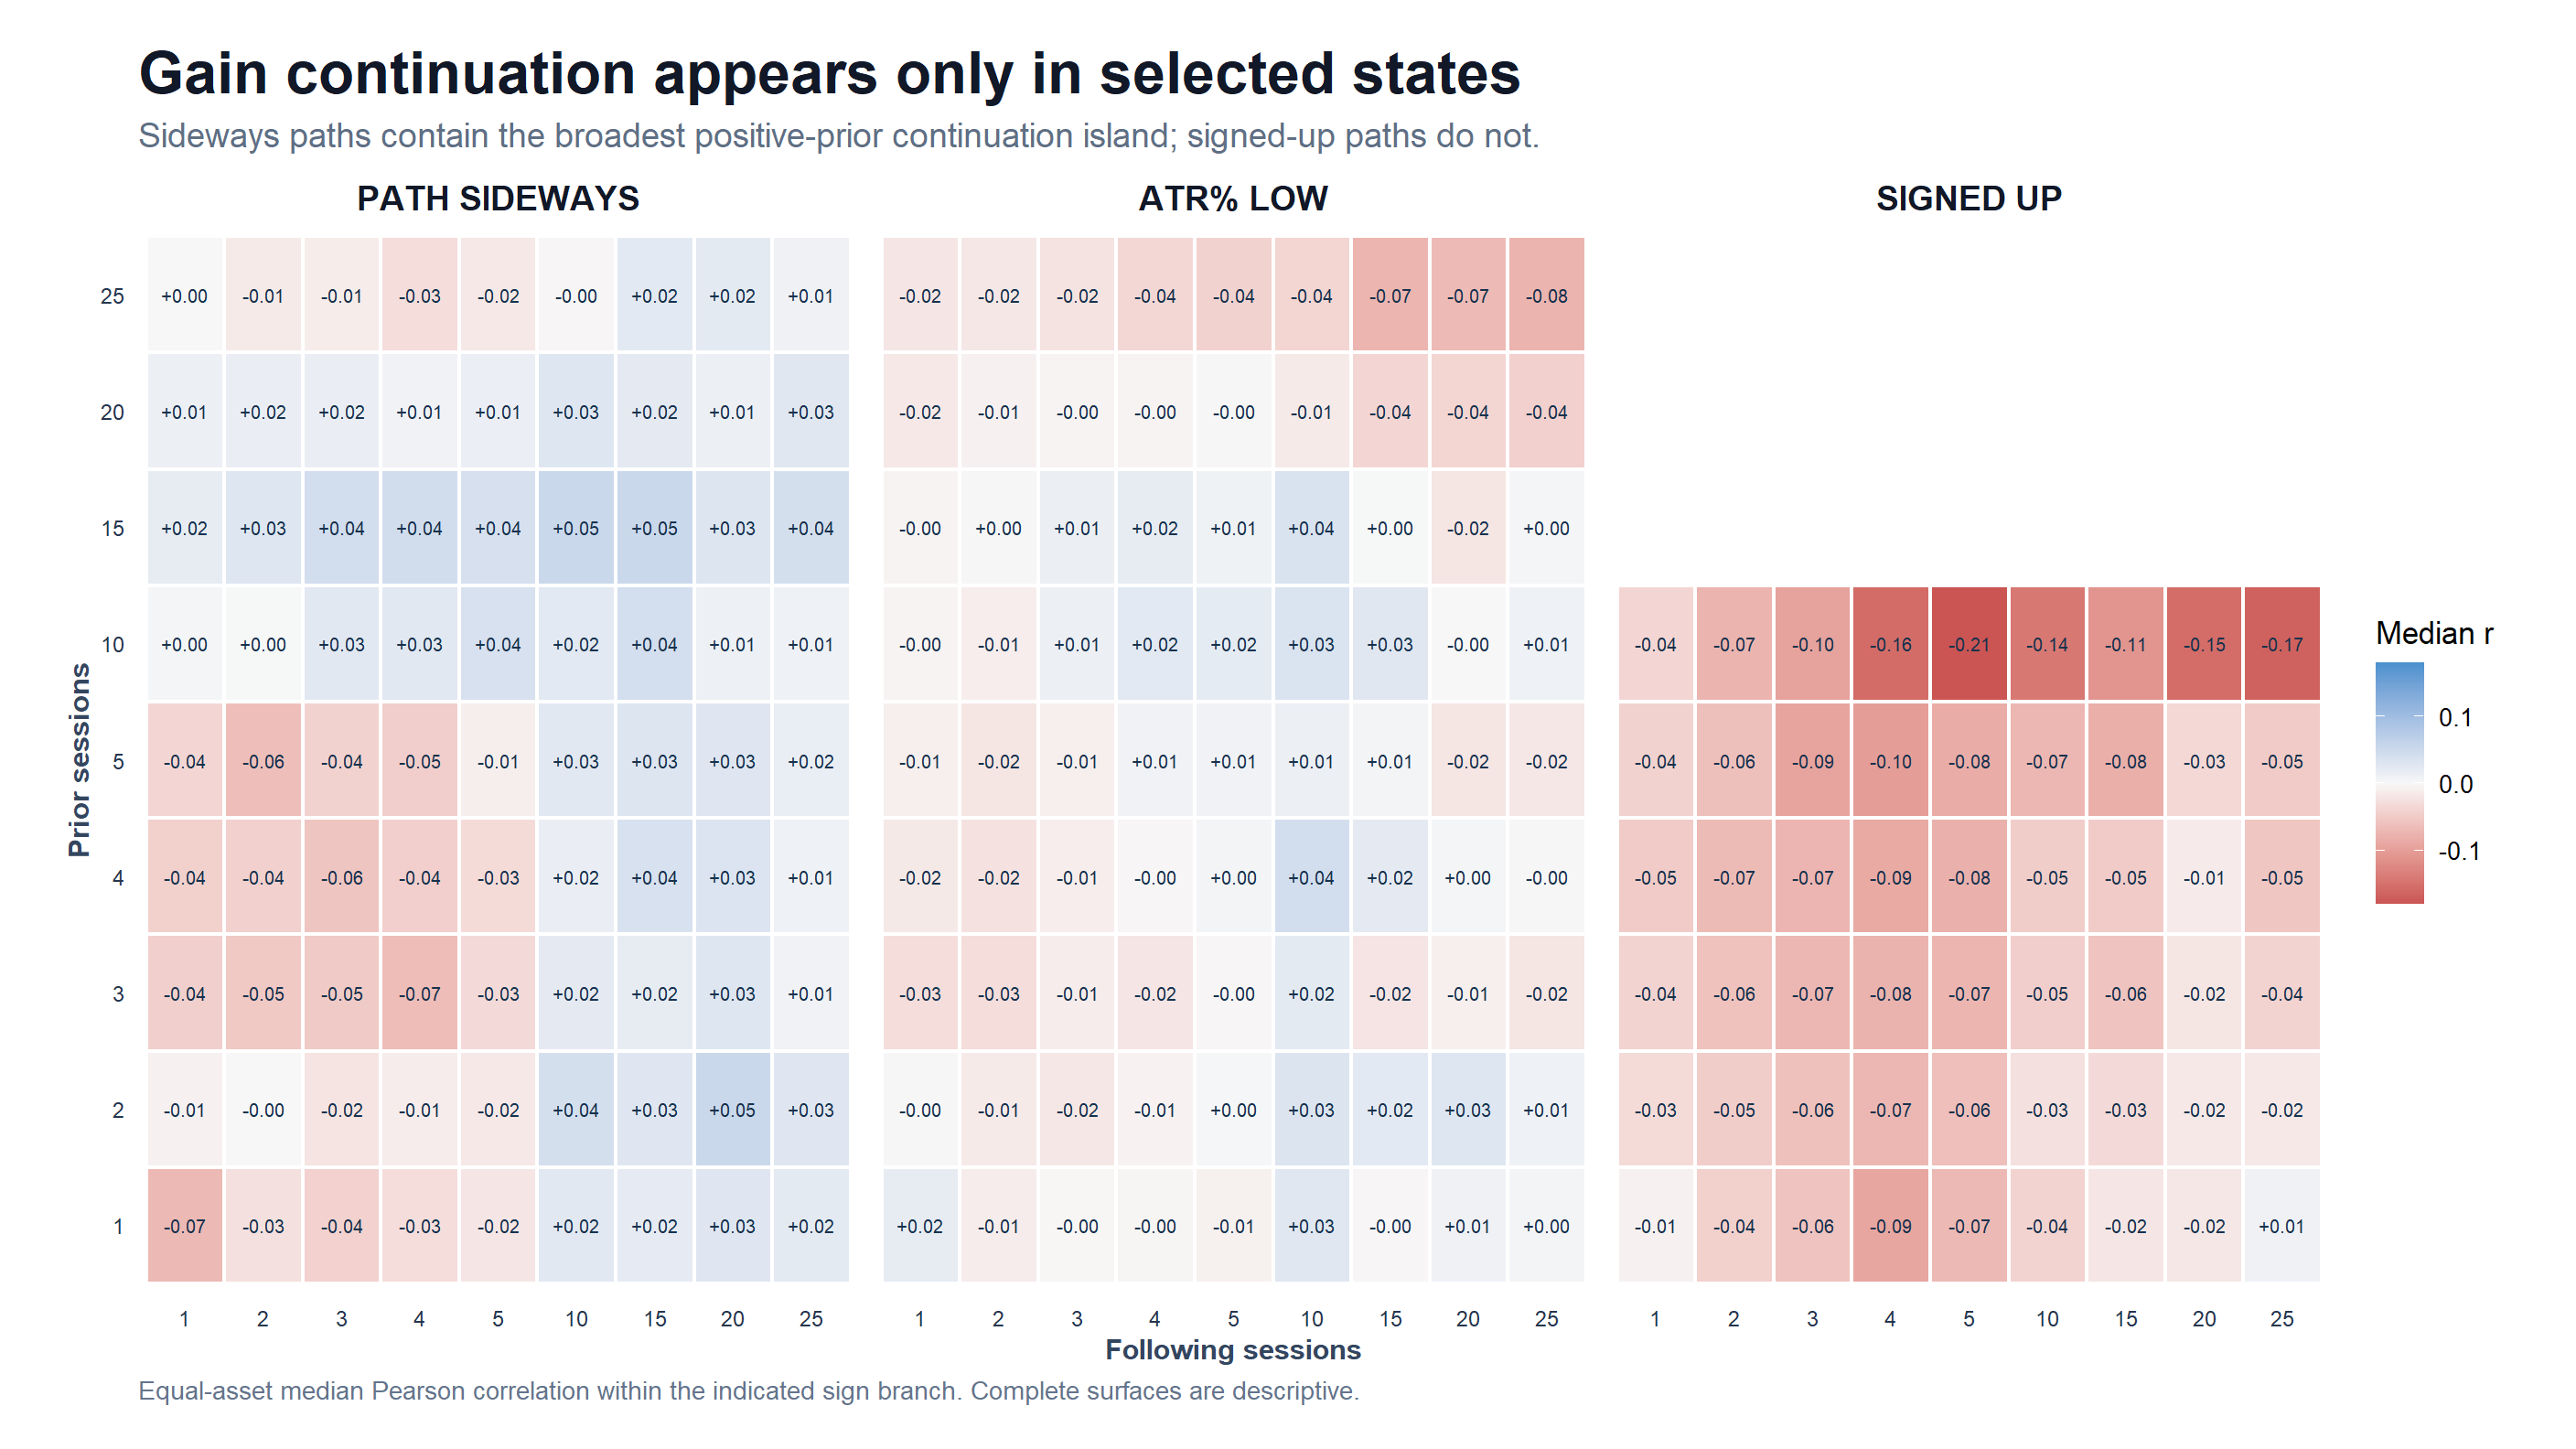 Gain continuation appears only in selected states
Sideways paths contain the broadest positive-prior continuation island; signed-up paths do not.
PATH SIDEWAYS ATR% LOW SIGNED UP
25 +0.00 -0.01 -0.01 -0.03 -0.02 -0.00 +0.02 +0.02 +0.01 -0.02 -0.02 -0.02 -0.04 -0.04 -0.04 -0.07 -0.07 -0.08
20 +0.01 +0.02 +0.02 +0.01 +0.01 +0.03 +0.02 +0.01 +0.03 -0.02 -0.01 -0.00 -0.00 -0.00 -0.01 -0.04 -0.04 -0.04
15 +0.02 +0.03 +0.04 +0.04 +0.04 +0.05 +0.05 +0.03 +0.04 -0.00 +0.00 +0.01 +0.02 +0.01 +0.04 +0.00 -0.02 +0.00
10 +0.00 +0.00 +0.03 +0.03 +0.04 +0.02 +0.04 +0.01 +0.01 -0.00 -0.01 +0.01 +0.02 +0.02 +0.03 +0.03 -0.00 +0.01 -0.04 -0.07 -0.10 -0.16 -0.21 -0.14 -0.11 -0.15 -0.17
5 -0.04 -0.06 -0.04 -0.05 -0.01 +0.03 +0.03 +0.03 +0.02 -0.01 -0.02 -0.01 +0.01 +0.01 +0.01 +0.01 -0.02 -0.02 -0.04 -0.06 -0.09 -0.10 -0.08 -0.07 -0.08 -0.03 -0.05
4 -0.04 -0.04 -0.06 -0.04 -0.03 +0.02 +0.04 +0.03 +0.01 -0.02 -0.02 -0.01 -0.00 +0.00 +0.04 +0.02 +0.00 -0.00 -0.05 -0.07 -0.07 -0.09 -0.08 -0.05 -0.05 -0.01 -0.05
3 -0.04 -0.05 -0.05 -0.07 -0.03 +0.02 +0.02 +0.03 +0.01 -0.03 -0.03 -0.01 -0.02 -0.00 +0.02 -0.02 -0.01 -0.02 -0.04 -0.06 -0.07 -0.08 -0.07 -0.05 -0.06 -0.02 -0.04
2 -0.01 -0.00 -0.02 -0.01 -0.02 +0.04 +0.03 +0.05 +0.03 -0.00 -0.01 -0.02 -0.01 +0.00 +0.03 +0.02 +0.03 +0.01 -0.03 -0.05 -0.06 -0.07 -0.06 -0.03 -0.03 -0.02 -0.02
1 -0.07 -0.03 -0.04 -0.03 -0.02 +0.02 +0.02 +0.03 +0.02 +0.02 -0.01 -0.00 -0.00 -0.01 +0.03 -0.00 +0.01 +0.00 -0.01 -0.04 -0.06 -0.09 -0.07 -0.04 -0.02 -0.02 +0.01
1 2 3 4 5 10 15 20 25 1 2 3 4 5 10 15 20 25 1 2 3 4 5 10 15 20 25
Prior sessions
Following sessions
Median r
0.1
0.0
-0.1
Equal-asset median Pearson correlation within the indicated sign branch. Complete surfaces are descriptive.